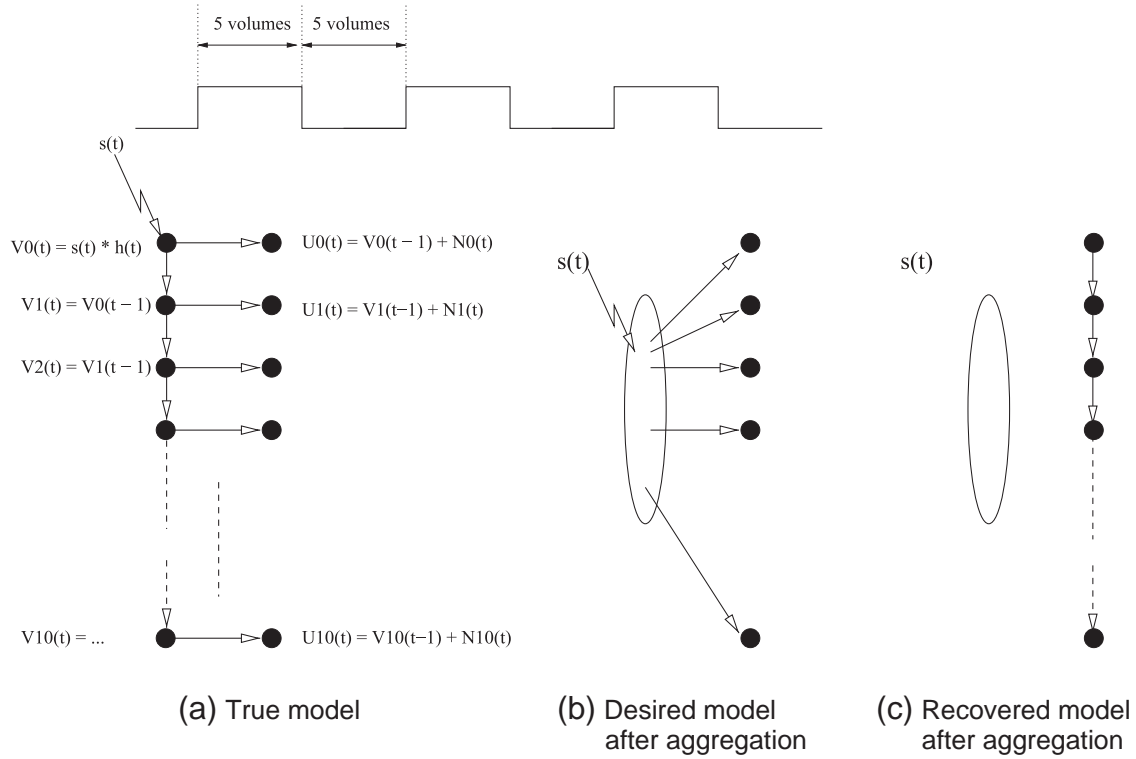 5 volumes 5 volumes
s(t)
V0(t) = s(t) * h(t)
U0(t) = V0(t − 1) + N0(t)
V1(t) = V0(t − 1)
U1(t) = V1(t−1) + N1(t)
V2(t) = V1(t − 1)
V10(t) = ...
U10(t) = V10(t−1) + N10(t)
s(t)
s(t)
(a) True model
(b) Desired model
after aggregation
(c) Recovered model
after aggregation